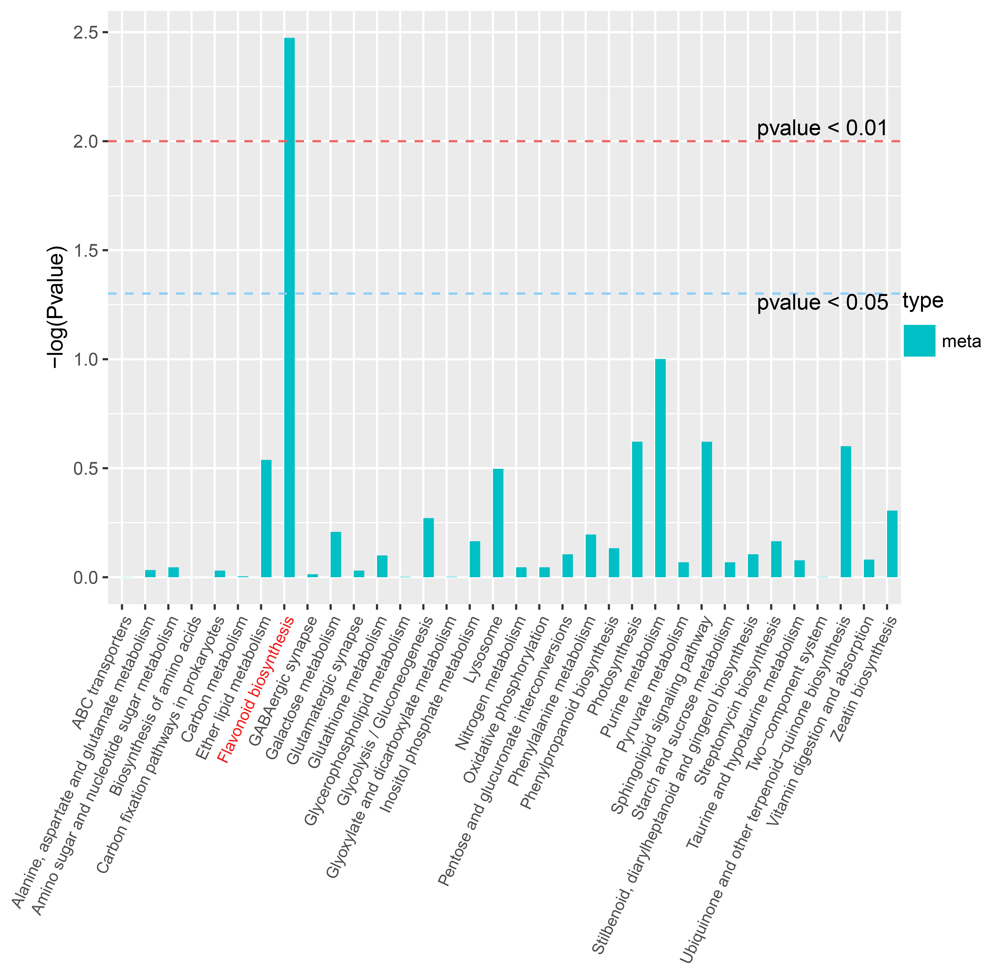 −log(Pvalue)
2.5
2.0
1.5
1.0
0.5
0.0
pvalue < 0.01
pvalue < 0.05
type
meta
ABC transporters
Alanine, aspartate and glutamate metabolism
Amino sugar and nucleotide sugar metabolism
Biosynthesis of amino acids
Carbon fixation pathways in prokaryotes
Carbon metabolism
Ether lipid metabolism
Flavonoid biosynthesis
GABAergic synapse
Galactose metabolism
Glutamatergic synapse
Glutathione metabolism
Glycerophospholipid metabolism
Glycolysis / Gluconeogenesis
Glyoxylate and dicarboxylate metabolism
Inositol phosphate metabolism
Lysosome
Nitrogen metabolism
Oxidative phosphorylation
Pentose and glucuronate interconversions
Phenylalanine metabolism
Phenylpropanoid biosynthesis
Photosynthesis
Purine metabolism
Pyruvate metabolism
Sphingolipid signaling pathway
Starch and sucrose metabolism
Stilbenoid, diarylheptanoid and gingerol biosynthesis
Streptomycin biosynthesis
Taurine and hypotaurine metabolism
Two−component system
Ubiquinone and other terpenoid−quinone biosynthesis
Vitamin digestion and absorption
Zeatin biosynthesis